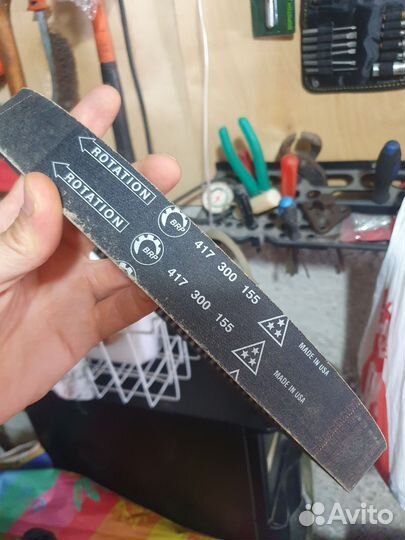 ROTATION
BRP
417 300 155
MADE IN USA
ROTATION
BRP
417 300 155
MADE IN USA
Avito